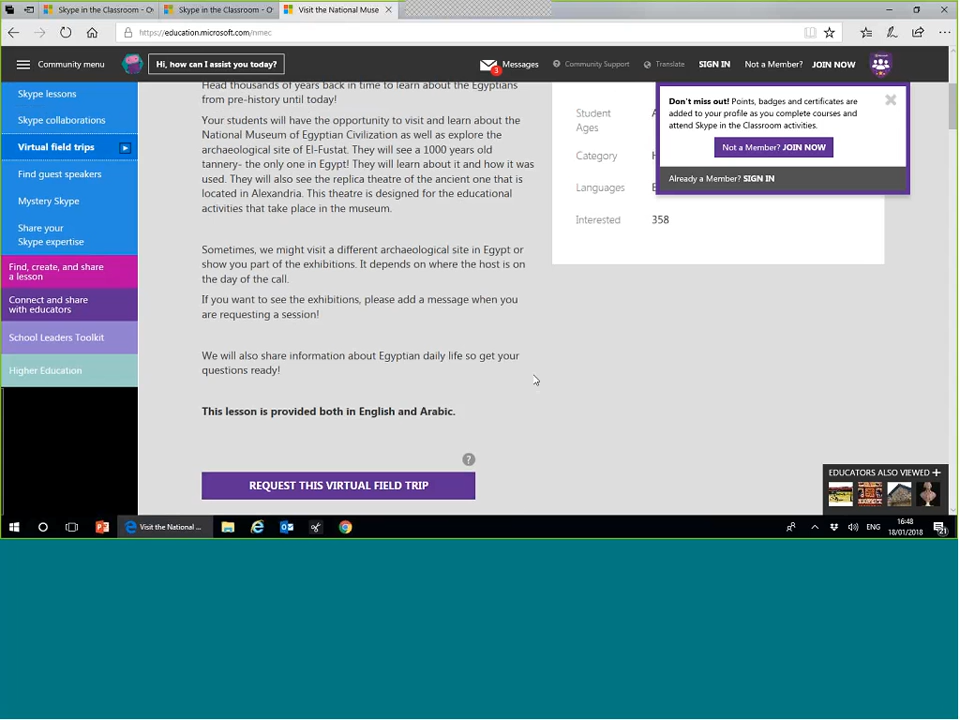 Skype in the Classroom - O
Skype in the Classroom - O
Visit the National Muse
https://education.microsoft.com/nmec
Community menu
Hi, how can I assist you today?
3
Messages
Community Support
Translate
SIGN IN
Not a Member?
JOIN NOW
Skype lessons
Skype collaborations
Virtual field trips
Find guest speakers
Mystery Skype
Share your
Skype expertise
Find, create, and share
a lesson
Connect and share
with educators
School Leaders Toolkit
Higher Education
Head thousands of years back in time to learn about the Egyptians
from pre-history until today!
Your students will have the opportunity to visit and learn about the
National Museum of Egyptian Civilization as well as explore the
archaeological site of El-Fustat. They will see a 1000 years old
tannery- the only one in Egypt! They will learn about it and how it was
used. They will also see the replica theatre of the ancient one that is
located in Alexandria. This theatre is designed for the educational
activities that take place in the museum.
Sometimes, we might visit a different archaeological site in Egypt or
show you part of the exhibitions. It depends on where the host is on
the day of the call.
If you want to see the exhibitions, please add a message when you
are requesting a session!
We will also share information about Egyptian daily life so get your
questions ready!
This lesson is provided both in English and Arabic.
?
REQUEST THIS VIRTUAL FIELD TRIP
Student
Ages
Category
Languages
Interested
358
Don't miss out! Points, badges and certificates are
added to your profile as you complete courses and
attend Skype in the Classroom activities.
Not a Member? JOIN NOW
Already a Member? SIGN IN
EDUCATORS ALSO VIEWED +
Visit the National ...
ENG
16:48
18/01/2018
21